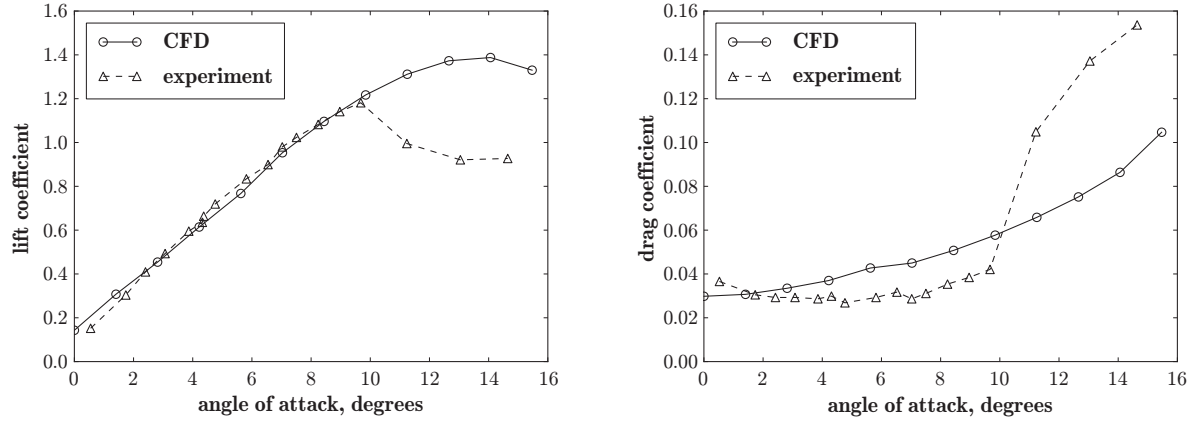 1.6
1.4
1.2
1.0
0.8
0.6
0.4
0.2
0.0
lift coefficient
CFD
experiment
0 2 4 6 8 10 12 14 16
angle of attack, degrees
0.16
0.14
0.12
0.10
0.08
0.06
0.04
0.02
0.00
drag coefficient
CFD
experiment
0 2 4 6 8 10 12 14 16
angle of attack, degrees